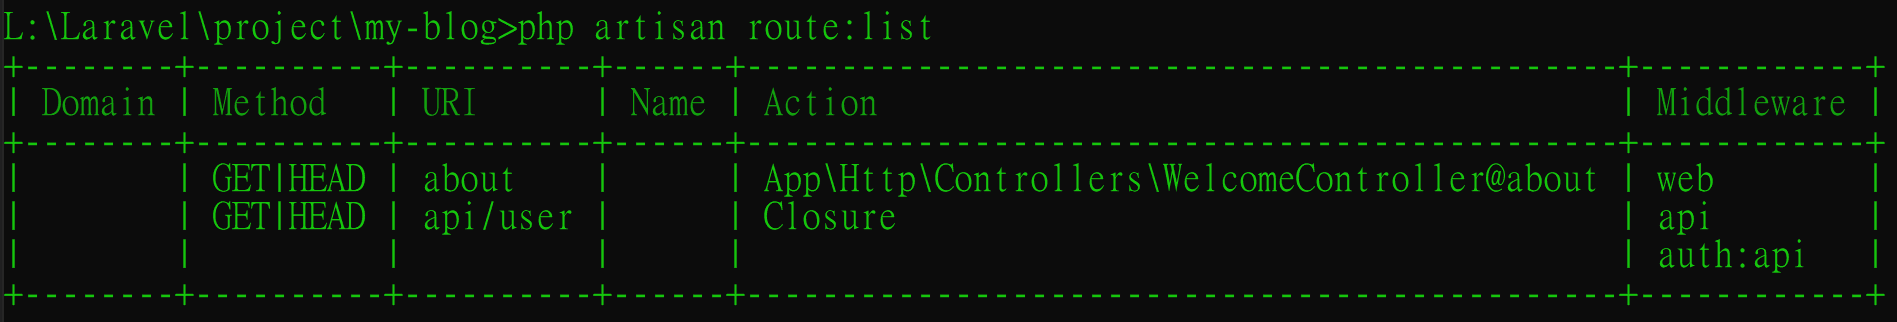 L:\Laravel\project\my-blog>php artisan route:list
+--------+----------+----------+------+----------------------------------------------+------------+
| Domain | Method   | URI      | Name | Action                                       | Middleware |
+--------+----------+----------+------+----------------------------------------------+------------+
|        | GET|HEAD | about    |      | App\Http\Controllers\WelcomeController@about | web        |
|        | GET|HEAD | api/user |      | Closure                                      | api        |
|        |          |          |      |                                              | auth:api   |
+--------+----------+----------+------+----------------------------------------------+------------+